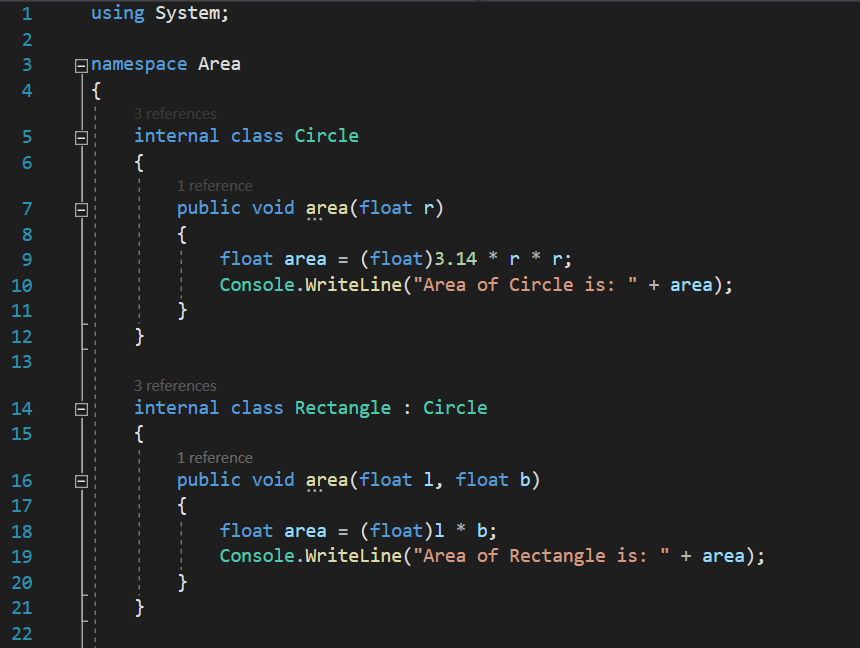 1 using System;
2
3 namespace Area
4 {
3 references
5 internal class Circle
6 {
1 reference
7 public void area(float r)
8 {
9 float area = (float)3.14 * r * r;
10 Console.WriteLine("Area of Circle is: " + area);
11 }
12 }
13
3 references
14 internal class Rectangle : Circle
15 {
1 reference
16 public void area(float l, float b)
17 {
18 float area = (float)l * b;
19 Console.WriteLine("Area of Rectangle is: " + area);
20 }
21 }
22